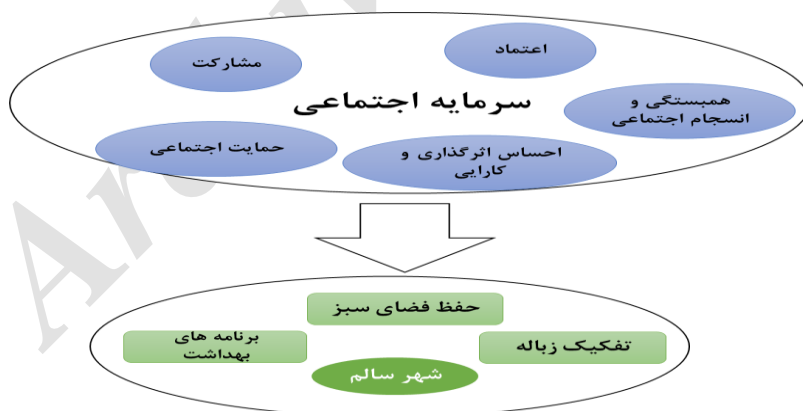 اعتماد
مشارکت
سرمایه اجتماعی
همبستگی و
انسجام اجتماعی
حمایت اجتماعی
احساس اثرگذاری و
کارایی
حفظ فضای سبز
برنامه های
بهداشت
تفکیک زباله
شهر سالم